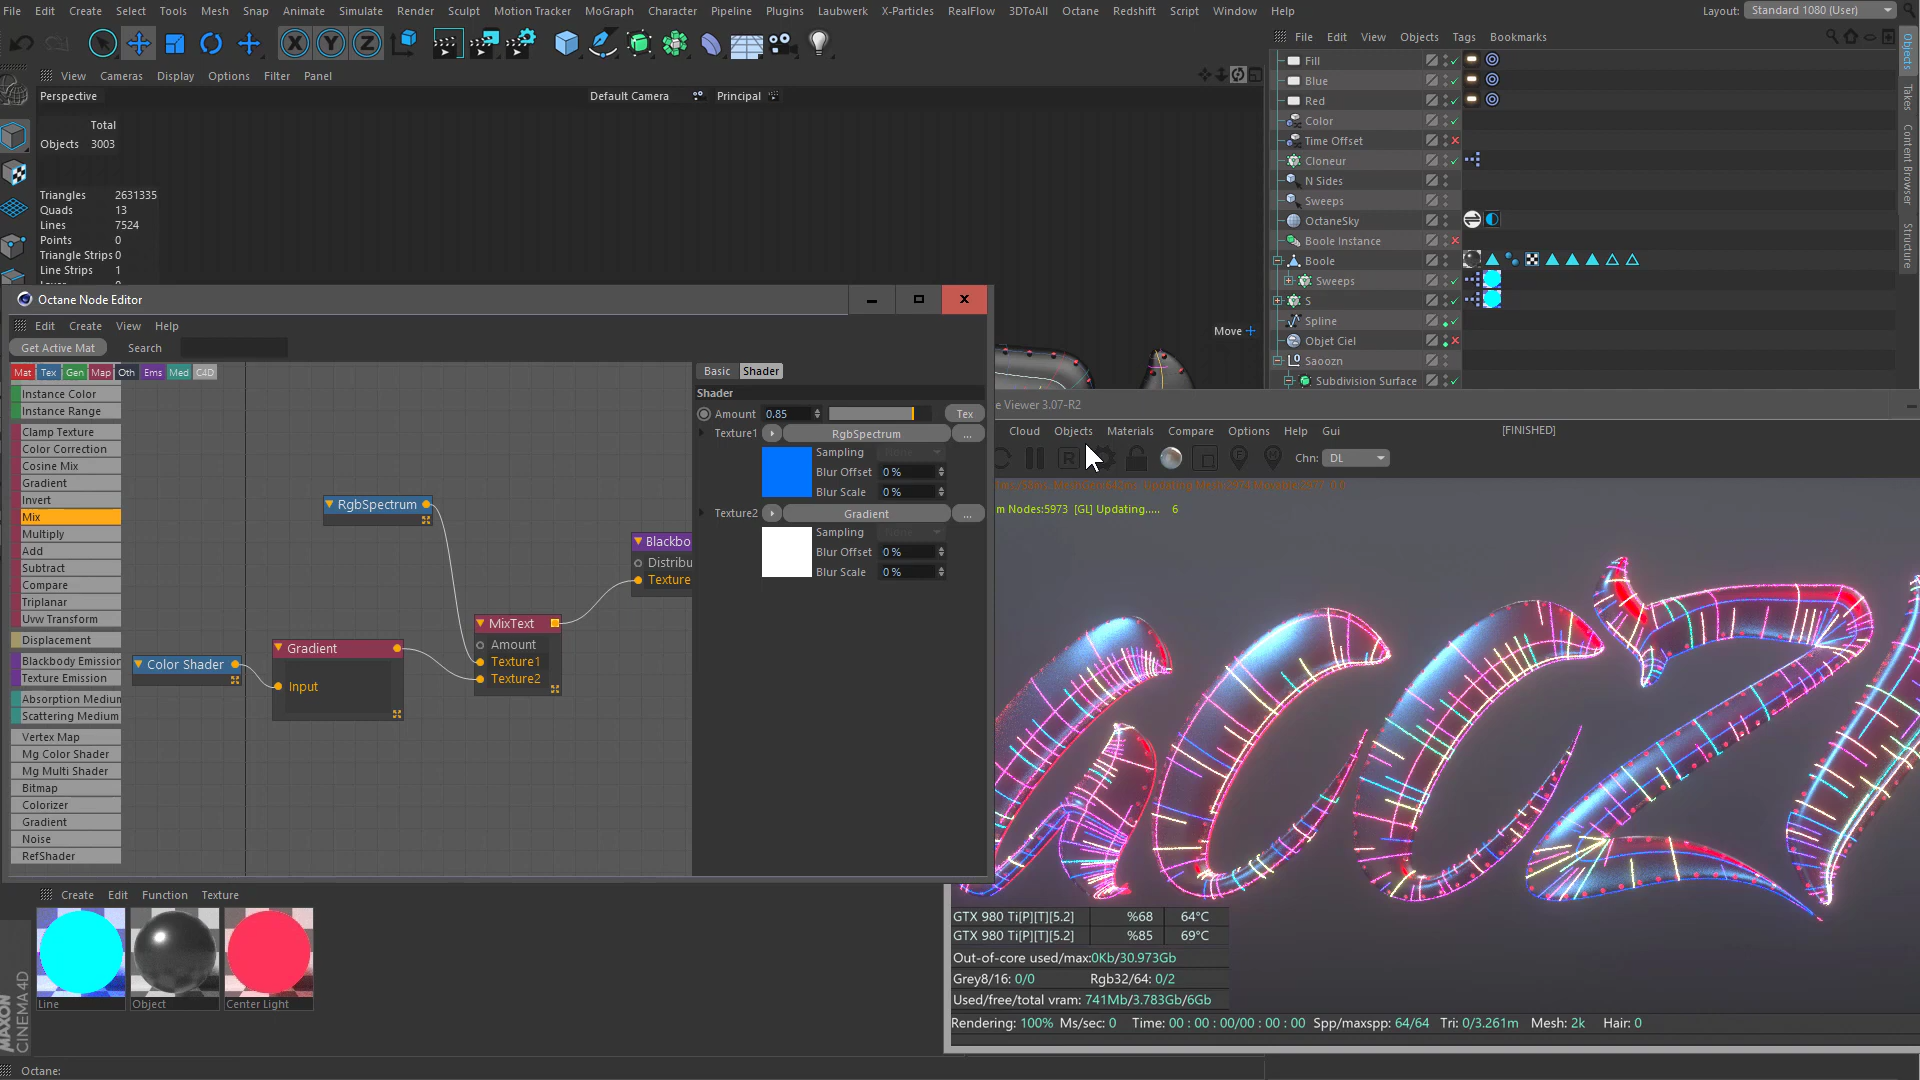 File Edit Create Select Tools Mesh Snap Animate Simulate Render Sculpt Motion Tracker MoGraph Character Pipeline Plugins Laubwerk X-Particles RealFlow 3DToAll Octane Redshift Script Window Help
Layout: Standard 1080 (User)
X Y Z
File Edit View Objects Tags Bookmarks
View Cameras Display Options Filter Panel
Perspective
Default Camera
Principal
Total
Objects 3003
Triangles 2631335
Quads 13
Lines 7524
Points 0
Triangle Strips 0
Line Strips 1
Move
Fill
Blue
Red
Color
Time Offset
Cloneur
N Sides
Sweeps
OctaneSky
Boole Instance
Boole
Sweeps
S
Spline
Objet Ciel
Saoozn
Subdivision Surface
Objects
Takes
Content Browser
Structure
Octane Node Editor
Edit Create View Help
Get Active Mat
Search
Mat Tex Gen Map Oth Ems Med C4D
Instance Color
Instance Range
Clamp Texture
Color Correction
Cosine Mix
Gradient
Invert
Mix
Multiply
Add
Subtract
Compare
Triplanar
Uvw Transform
Displacement
Blackbody Emission
Texture Emission
Absorption Medium
Scattering Medium
Vertex Map
Mg Color Shader
Mg Multi Shader
Bitmap
Colorizer
Gradient
Noise
RefShader
RgbSpectrum
Color Shader
Gradient
Input
MixText
Amount
Texture1
Texture2
Blackbo
Distribu
Texture
Basic Shader
Shader
Amount 0.85 Tex
Texture1 RgbSpectrum ...
Sampling None
Blur Offset 0 %
Blur Scale 0 %
Texture2 Gradient ...
Sampling None
Blur Offset 0 %
Blur Scale 0 %
e Viewer 3.07-R2
Cloud Objects Materials Compare Options Help Gui
[FINISHED]
R
Chn: DL
m Nodes:5973 [GL] Updating..... 6
GTX 980 Ti[P][T][5.2] %68 64°C
GTX 980 Ti[P][T][5.2] %85 69°C
Out-of-core used/max:0Kb/30.973Gb
Grey8/16: 0/0 Rgb32/64: 0/2
Used/free/total vram: 741Mb/3.783Gb/6Gb
Rendering: 100% Ms/sec: 0 Time: 00 : 00 : 00/00 : 00 : 00 Spp/maxspp: 64/64 Tri: 0/3.261m Mesh: 2k Hair: 0
Create Edit Function Texture
Line
Object
Center Light
MAXON
CINEMA 4D
Octane: